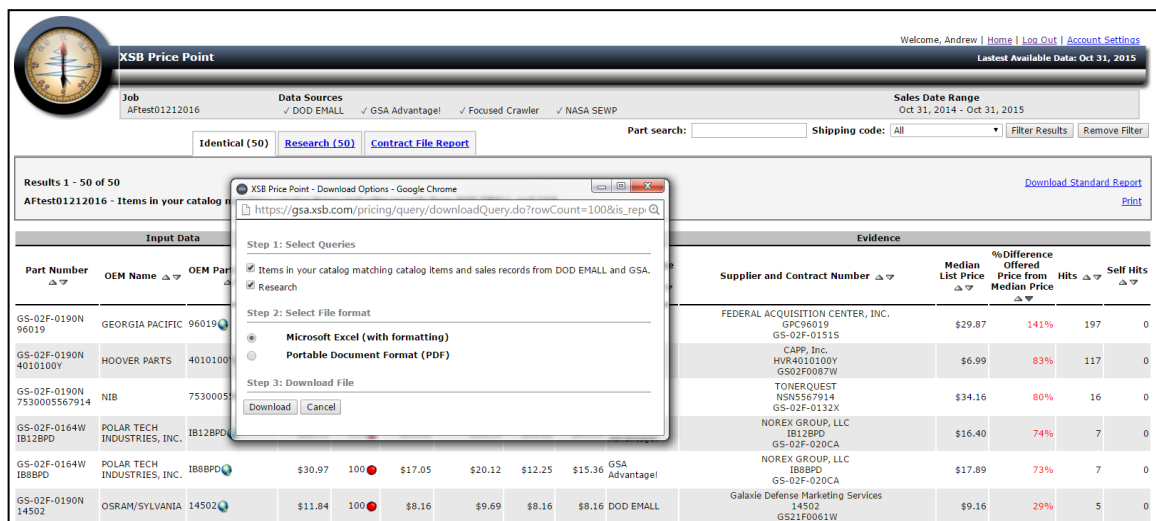 Welcome, Andrew | Home | Log Out | Account Settings
XSB Price Point
Lastest Available Data: Oct 31, 2015
Job Data Sources Sales Date Range
AFtest01212016 ✓ DOD EMALL ✓ GSA Advantage! ✓ Focused Crawler ✓ NASA SEWP Oct 31, 2014 - Oct 31, 2015
Part search: Shipping code: All Filter Results Remove Filter
Identical (50) Research (50) Contract File Report
Results 1 - 50 of 50
Download Standard Report
AFtest01212016 - Items in your catalog
Print
XSB Price Point - Download Options - Google Chrome
https://gsa.xsb.com/pricing/query/downloadQuery.do?rowCount=100&is_rep
Step 1: Select Queries
Items in your catalog matching catalog items and sales records from DOD EMALL and GSA.
Research
Step 2: Select File format
Microsoft Excel (with formatting)
Portable Document Format (PDF)
Step 3: Download File
Download Cancel
Input Data Evidence
Part Number OEM Name OEM Par Supplier and Contract Number Median List Price %Difference Offered Price from Median Price Hits Self Hits
GS-02F-0190N 96019 GEORGIA PACIFIC 96019 FEDERAL ACQUISITION CENTER, INC. GPC96019 GS-02F-0151S $29.87 141% 197 0
GS-02F-0190N 4010100Y HOOVER PARTS 4010100Y CAPP, Inc. HVR4010100Y GS02F0087W $6.99 83% 117 0
GS-02F-0190N 7530005567914 NIB 7530005 TONERQUEST NSN5567914 GS-02F-0132X $34.16 80% 16 0
GS-02F-0164W IB12BPD POLAR TECH INDUSTRIES, INC. IB12BPD NOREX GROUP, LLC IB12BPD GS-02F-020CA $16.40 74% 7 0
GS-02F-0164W IB8BPD POLAR TECH INDUSTRIES, INC. IB8BPD $30.97 100 $17.05 $20.12 $12.25 $15.36 GSA Advantage! NOREX GROUP, LLC IB8BPD GS-02F-020CA $17.89 73% 7 0
GS-02F-0190N 14502 OSRAM/SYLVANIA 14502 $11.84 100 $8.16 $9.69 $8.16 $8.16 DOD EMALL Galaxie Defense Marketing Services 14502 GS21F0061W $9.16 29% 5 0